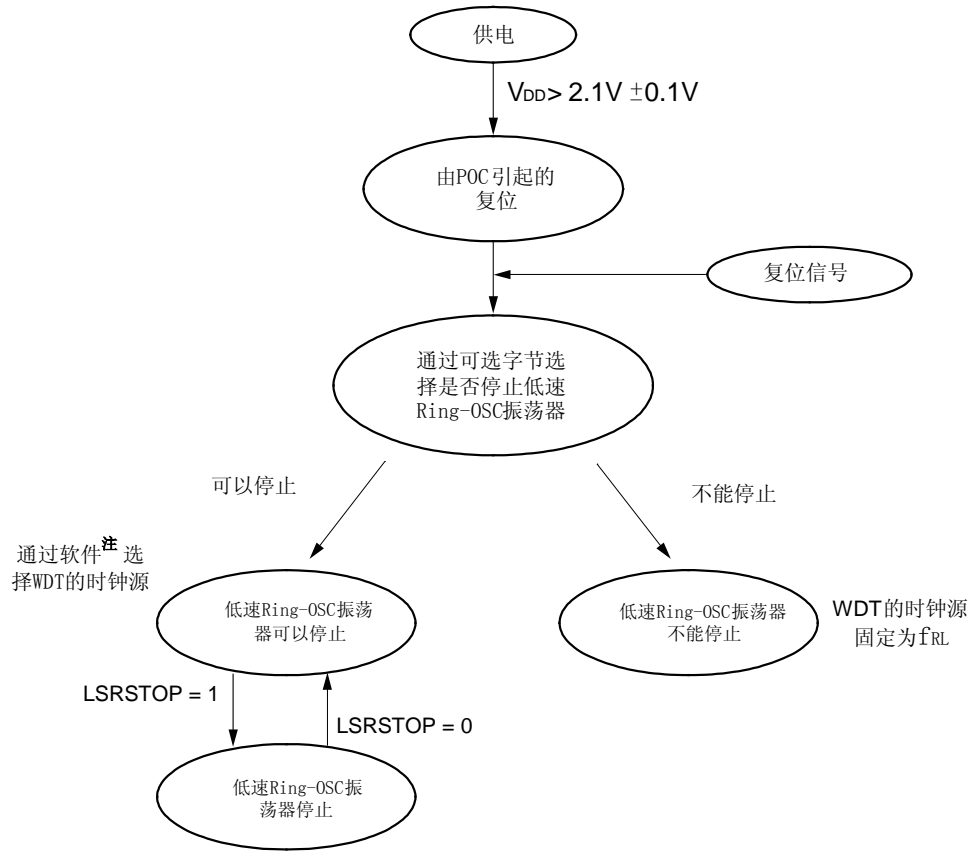 供电
VDD> 2.1V ±0.1V
由POC引起的
复位
复位信号
通过可选字节选
择是否停止低速
Ring-OSC振荡器
可以停止
不能停止
通过软件注 选
择WDT的时钟源
低速Ring-OSC振荡
器可以停止
低速Ring-OSC振荡器
不能停止
WDT的时钟源
固定为fRL
LSRSTOP = 1
LSRSTOP = 0
低速Ring-OSC振
荡器停止